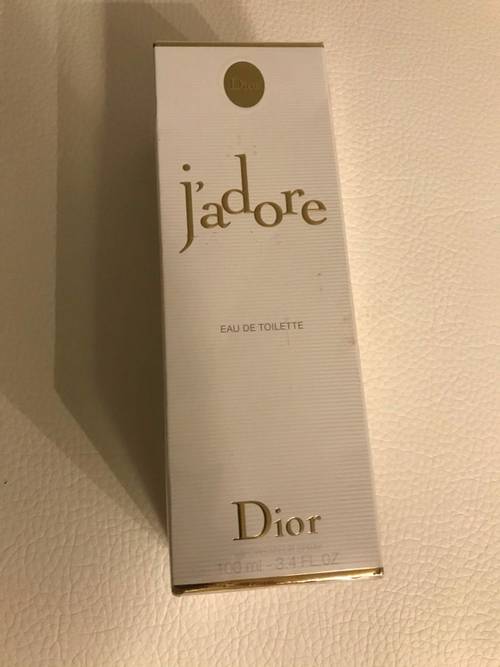 Dior
j'adore
EAU DE TOILETTE
Dior
100 ml - 3.4 FL.OZ